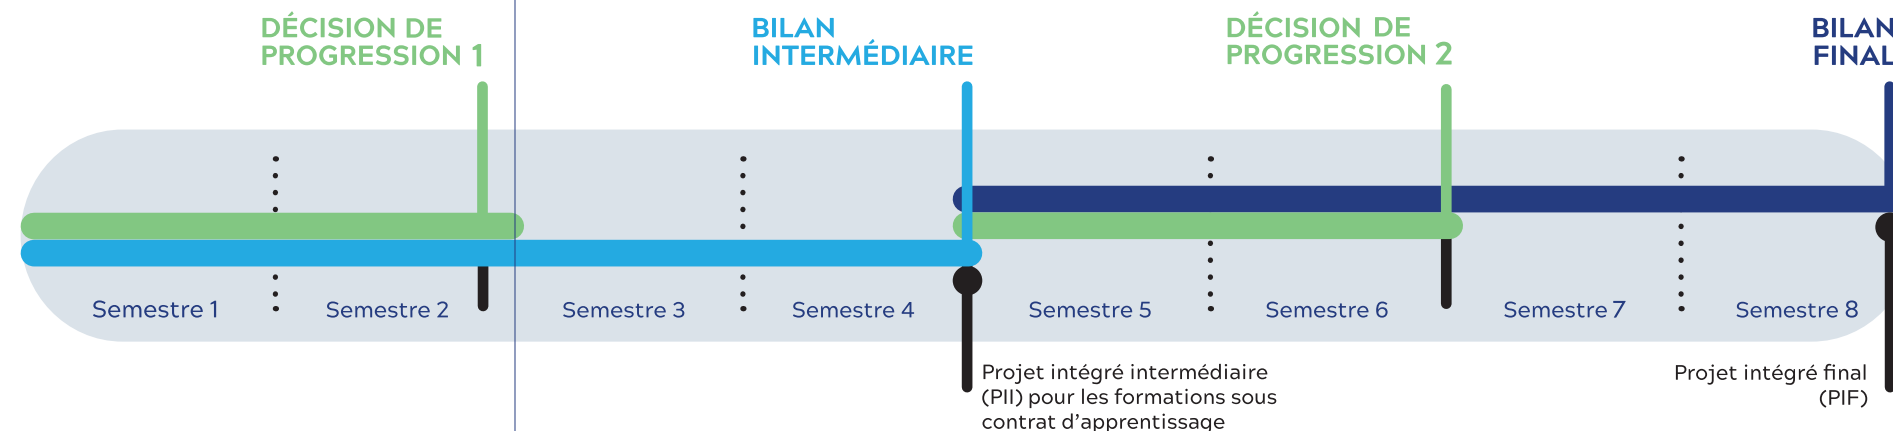 DÉCISION DE
PROGRESSION 1
BILAN
INTERMÉDIAIRE
DÉCISION DE
PROGRESSION 2
BILAN
FINAL
Semestre 1
Semestre 2
Semestre 3
Semestre 4
Semestre 5
Semestre 6
Semestre 7
Semestre 8
Projet intégré intermédiaire
(PII) pour les formations sous
contrat d'apprentissage
Projet intégré final
(PIF)